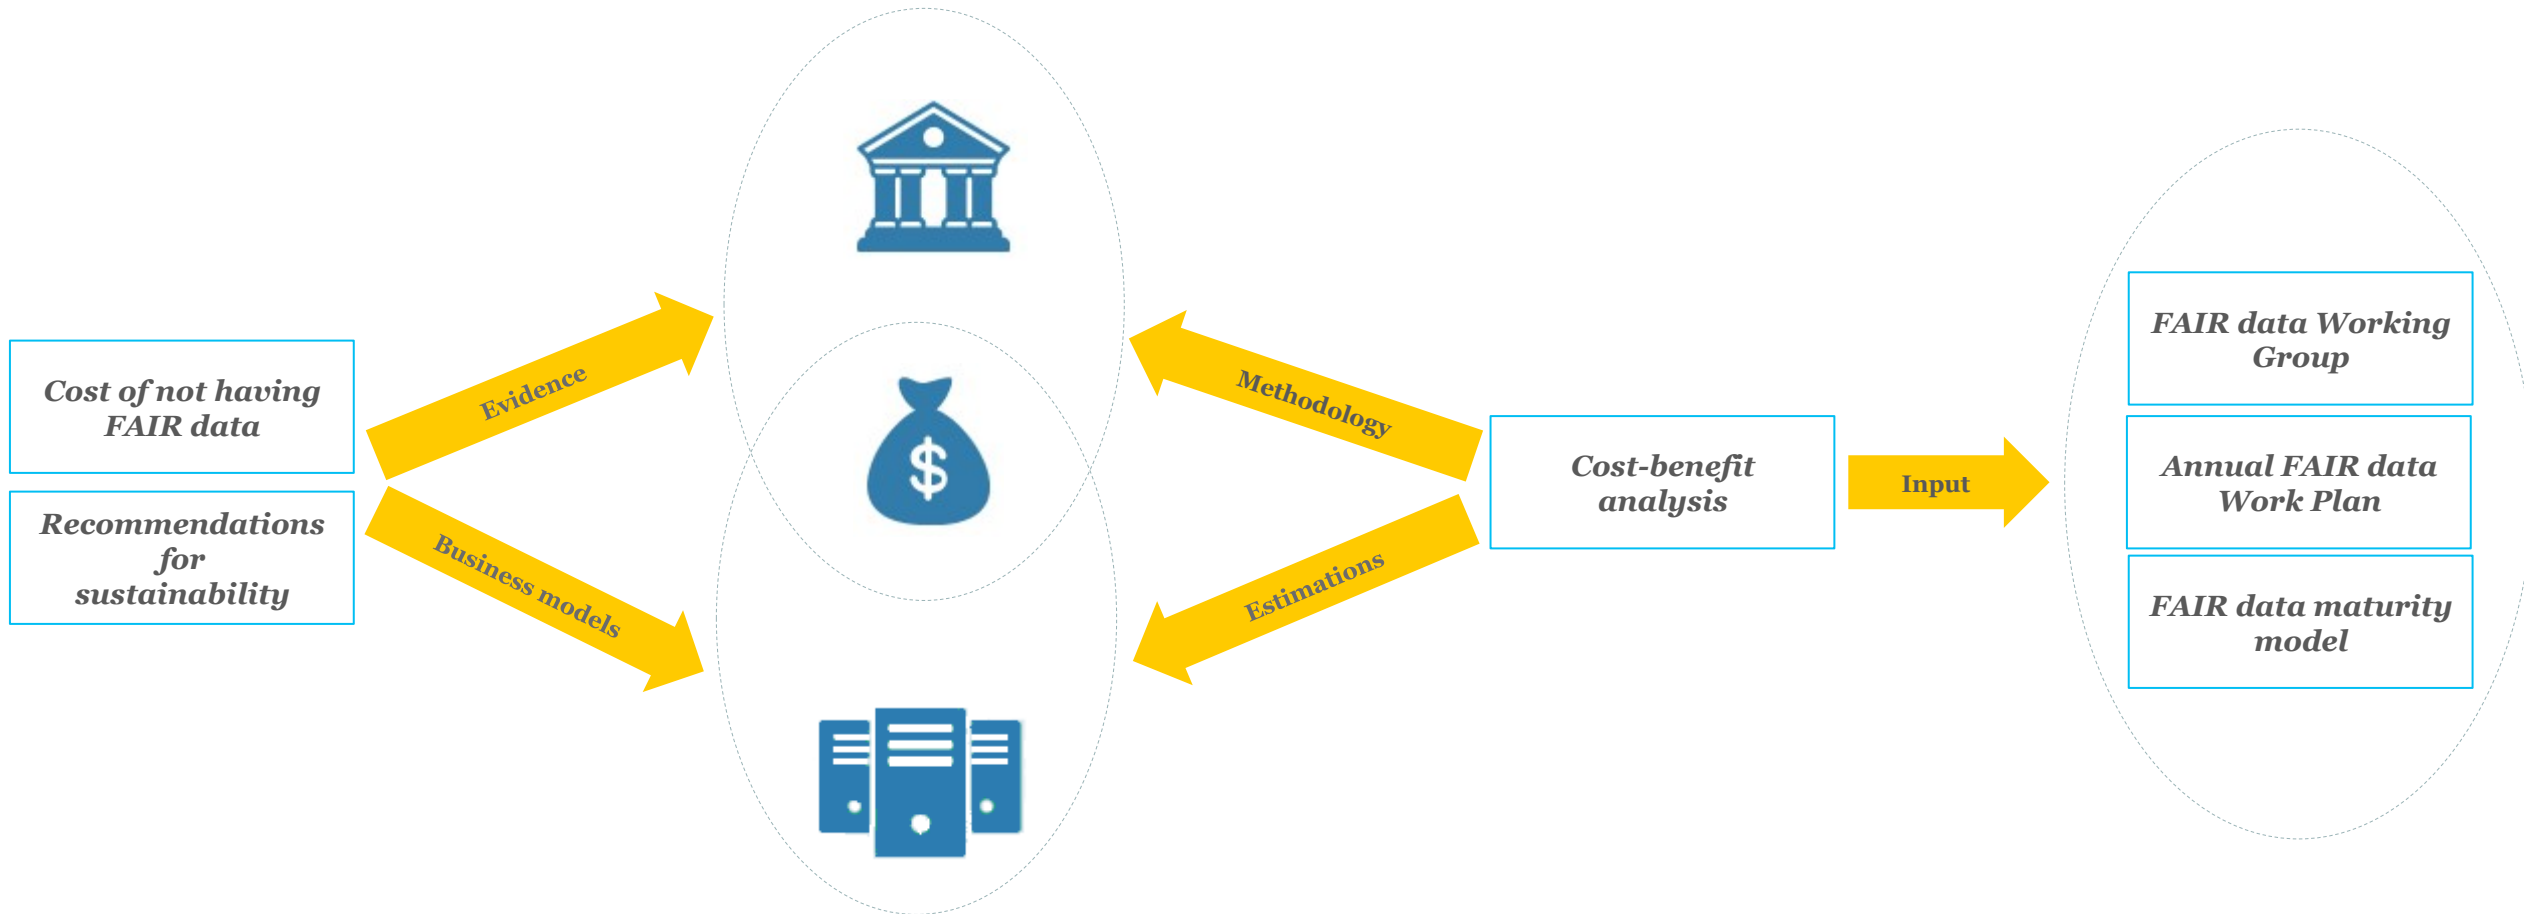 Cost of not having
FAIR data
Recommendations
for
sustainability
Evidence
Business models
$
Methodology
Estimations
Cost-benefit
analysis
Input
FAIR data Working
Group
Annual FAIR data
Work Plan
FAIR data maturity
model